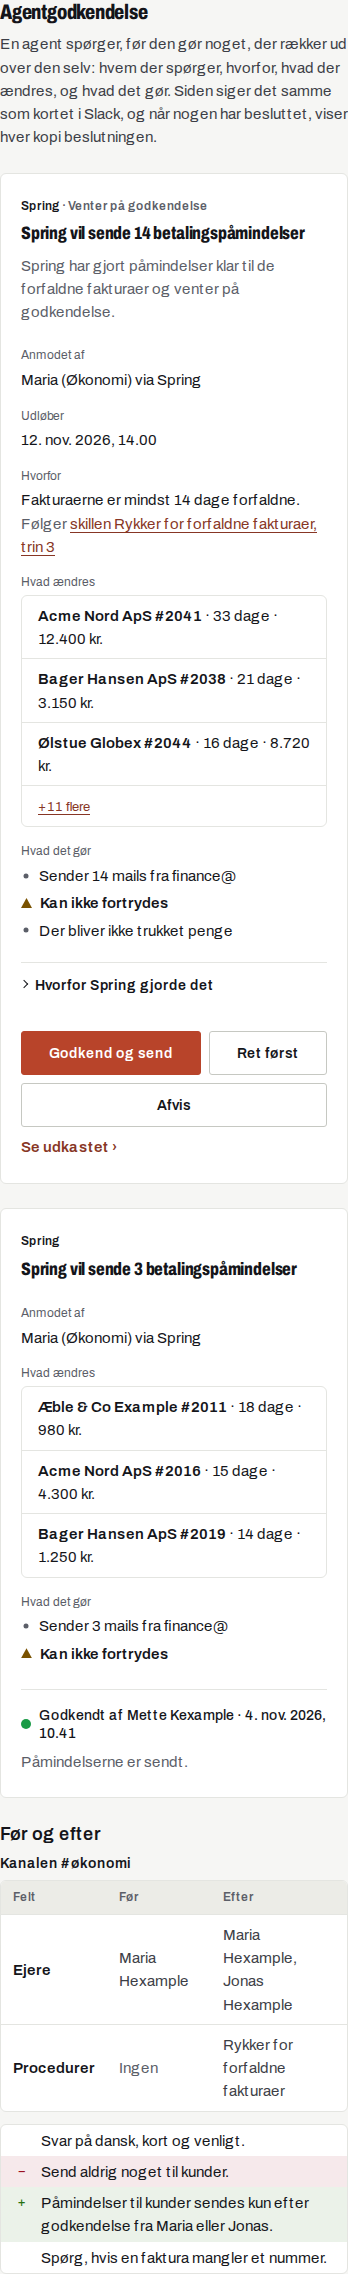 Agentgodkendelse
En agent spørger, før den gør noget, der rækker ud
over den selv: hvem der spørger, hvorfor, hvad der
ændres, og hvad det gør. Siden siger det samme
som kortet i Slack, og når nogen har besluttet, viser
hver kopi beslutningen.
Spring · Venter på godkendelse
Spring vil sende 14 betalingspåmindelser
Spring har gjort påmindelser klar til de
forfaldne fakturaer og venter på
godkendelse.
Anmodet af
Maria (Økonomi) via Spring
Udløber
12. nov. 2026, 14.00
Hvorfor
Fakturaerne er mindst 14 dage forfaldne.
Følger skillen Rykker for forfaldne fakturaer,
trin 3
Hvad ændres
Acme Nord ApS #2041 · 33 dage ·
12.400 kr.
Bager Hansen ApS #2038 · 21 dage ·
3.150 kr.
Ølstue Globex #2044 · 16 dage · 8.720
kr.
+11 flere
Hvad det gør
• Sender 14 mails fra finance@
▲ Kan ikke fortrydes
• Der bliver ikke trukket penge
› Hvorfor Spring gjorde det
Godkend og send
Ret først
Afvis
Se udkastet ›
Spring
Spring vil sende 3 betalingspåmindelser
Anmodet af
Maria (Økonomi) via Spring
Hvad ændres
Æble & Co Example #2011 · 18 dage ·
980 kr.
Acme Nord ApS #2016 · 15 dage ·
4.300 kr.
Bager Hansen ApS #2019 · 14 dage ·
1.250 kr.
Hvad det gør
• Sender 3 mails fra finance@
▲ Kan ikke fortrydes
Godkendt af Mette Kexample · 4. nov. 2026,
10.41
Påmindelserne er sendt.
Før og efter
Kanalen #økonomi
Felt Før Efter
Ejere
Maria
Hexample
Maria
Hexample,
Jonas
Hexample
Procedurer
Ingen
Rykker for
forfaldne
fakturaer
Svar på dansk, kort og venligt.
− Send aldrig noget til kunder.
+ Påmindelser til kunder sendes kun efter
godkendelse fra Maria eller Jonas.
Spørg, hvis en faktura mangler et nummer.